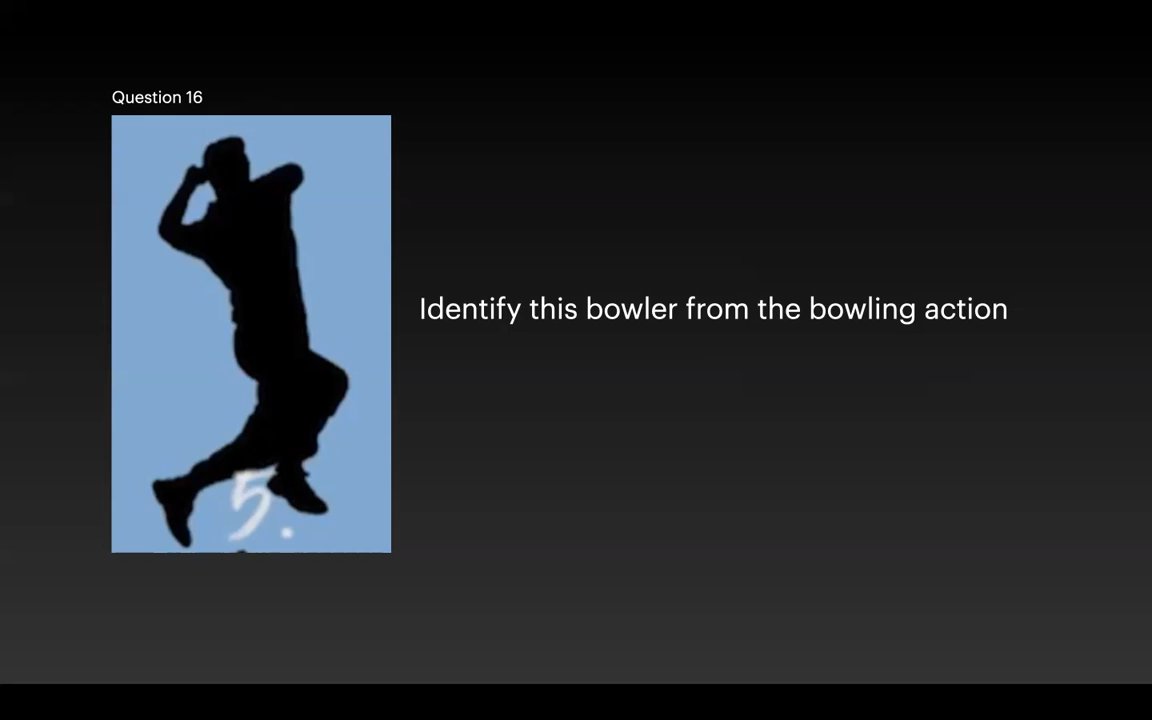 Question 16
Identify this bowler from the bowling action
5.